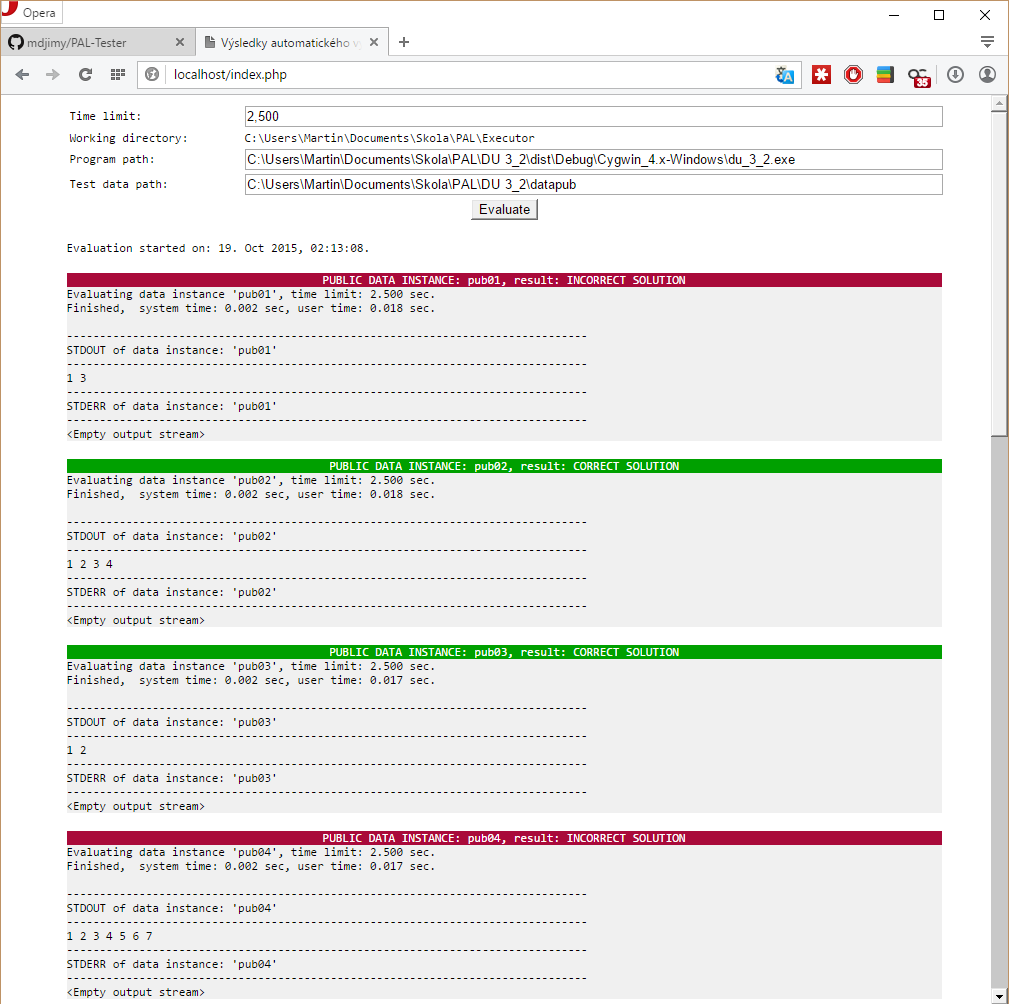 Opera
mdjimy/PAL-Tester
Výsledky automatického v
localhost/index.php
35
Time limit: 2,500
Working directory: C:\Users\Martin\Documents\Skola\PAL\Executor
Program path: C:\Users\Martin\Documents\Skola\PAL\DU 3_2\dist\Debug\Cygwin_4.x-Windows\du_3_2.exe
Test data path: C:\Users\Martin\Documents\Skola\PAL\DU 3_2\datapub
Evaluate
Evaluation started on: 19. Oct 2015, 02:13:08.
PUBLIC DATA INSTANCE: pub01, result: INCORRECT SOLUTION
Evaluating data instance 'pub01', time limit: 2.500 sec.
Finished,  system time: 0.002 sec, user time: 0.018 sec.
-------------------------------------------------------------------------------
STDOUT of data instance: 'pub01'
-------------------------------------------------------------------------------
1 3
-------------------------------------------------------------------------------
STDERR of data instance: 'pub01'
-------------------------------------------------------------------------------
<Empty output stream>
PUBLIC DATA INSTANCE: pub02, result: CORRECT SOLUTION
Evaluating data instance 'pub02', time limit: 2.500 sec.
Finished,  system time: 0.002 sec, user time: 0.018 sec.
-------------------------------------------------------------------------------
STDOUT of data instance: 'pub02'
-------------------------------------------------------------------------------
1 2 3 4
-------------------------------------------------------------------------------
STDERR of data instance: 'pub02'
-------------------------------------------------------------------------------
<Empty output stream>
PUBLIC DATA INSTANCE: pub03, result: CORRECT SOLUTION
Evaluating data instance 'pub03', time limit: 2.500 sec.
Finished,  system time: 0.002 sec, user time: 0.017 sec.
-------------------------------------------------------------------------------
STDOUT of data instance: 'pub03'
-------------------------------------------------------------------------------
1 2
-------------------------------------------------------------------------------
STDERR of data instance: 'pub03'
-------------------------------------------------------------------------------
<Empty output stream>
PUBLIC DATA INSTANCE: pub04, result: INCORRECT SOLUTION
Evaluating data instance 'pub04', time limit: 2.500 sec.
Finished,  system time: 0.002 sec, user time: 0.017 sec.
-------------------------------------------------------------------------------
STDOUT of data instance: 'pub04'
-------------------------------------------------------------------------------
1 2 3 4 5 6 7
-------------------------------------------------------------------------------
STDERR of data instance: 'pub04'
-------------------------------------------------------------------------------
<Empty output stream>